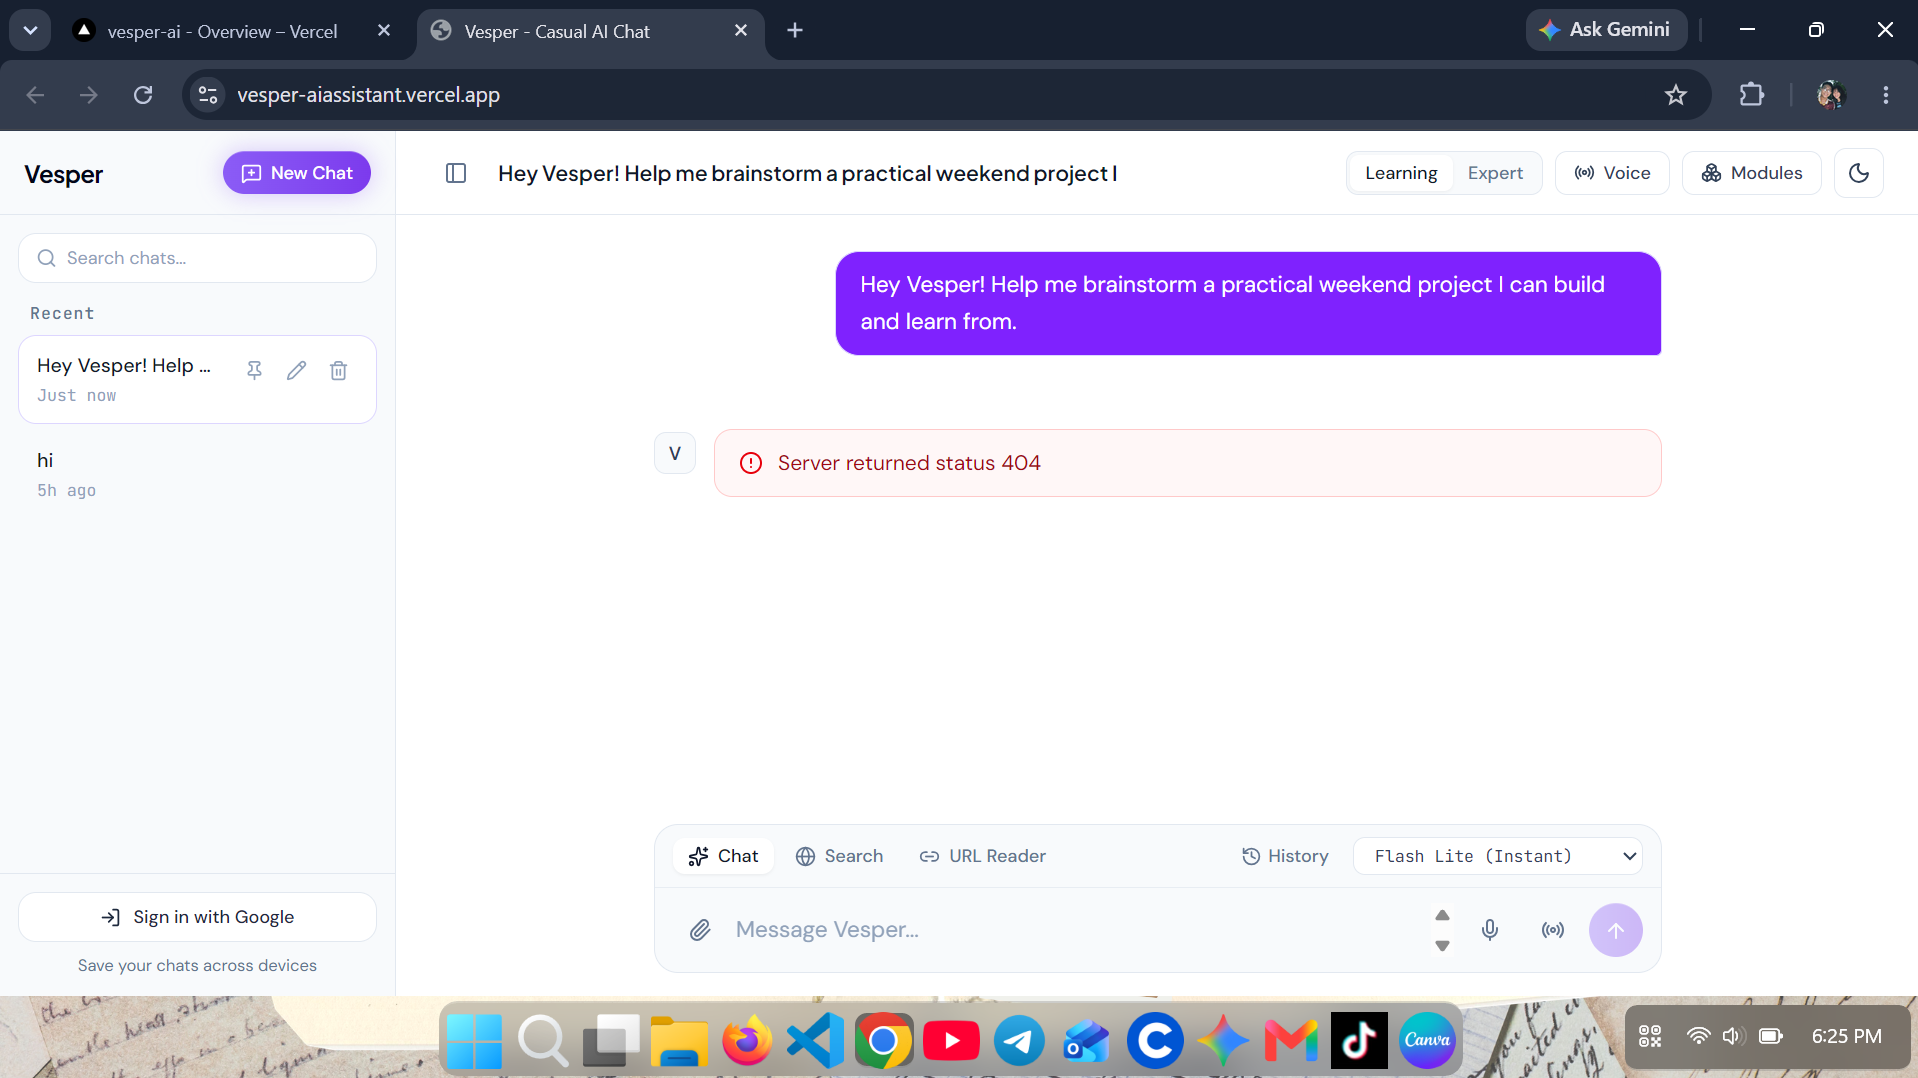 vesper-ai - Overview – Vercel
Vesper - Casual AI Chat
Ask Gemini
vesper-aiassistant.vercel.app
Vesper
New Chat
Hey Vesper! Help me brainstorm a practical weekend project I
Learning
Expert
Voice
Modules
Search chats...
Recent
Hey Vesper! Help ...
Just now
hi
5h ago
Hey Vesper! Help me brainstorm a practical weekend project I can build
and learn from.
V
Server returned status 404
Chat
Search
URL Reader
History
Flash Lite (Instant)
Message Vesper...
Sign in with Google
Save your chats across devices
Canva
6:25 PM